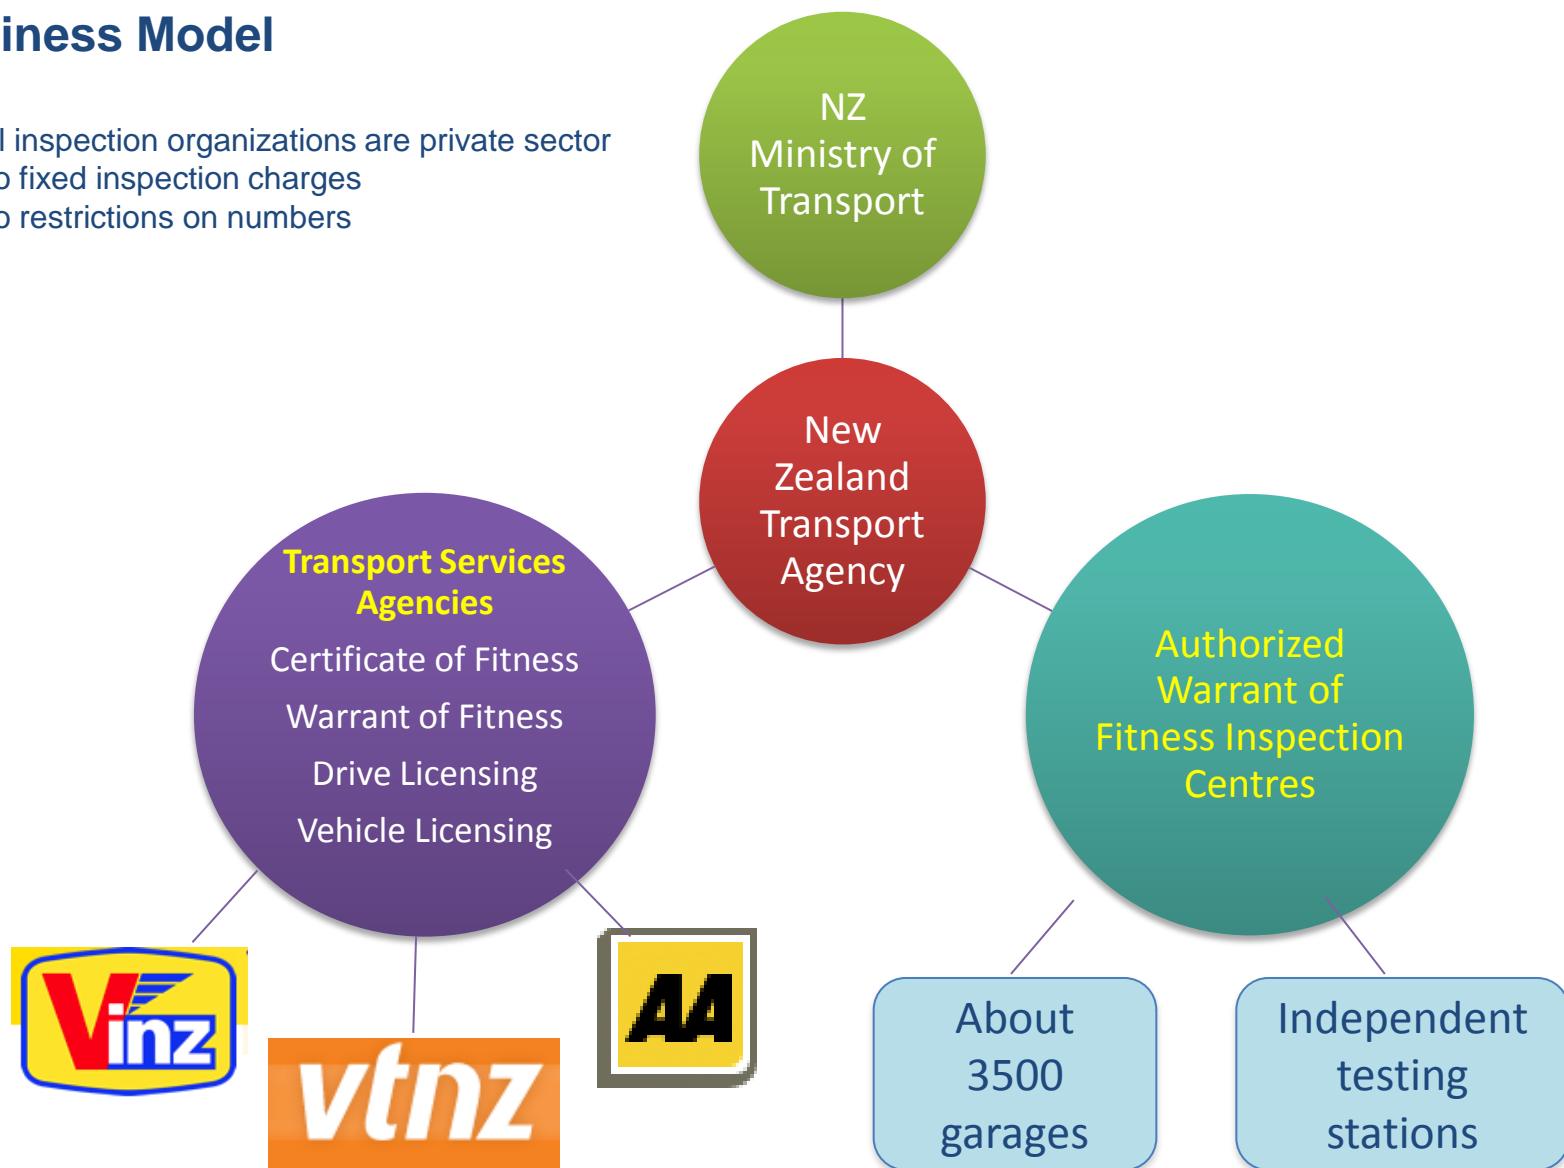 iness Model
l inspection organizations are private sector
o fixed inspection charges
o restrictions on numbers
NZ
Ministry of
Transport
New
Zealand
Transport
Agency
Transport Services
Agencies
Certificate of Fitness
Warrant of Fitness
Drive Licensing
Vehicle Licensing
Authorized
Warrant of
Fitness Inspection
Centres
Vinz
vtnz
AA
About
3500
garages
Independent
testing
stations